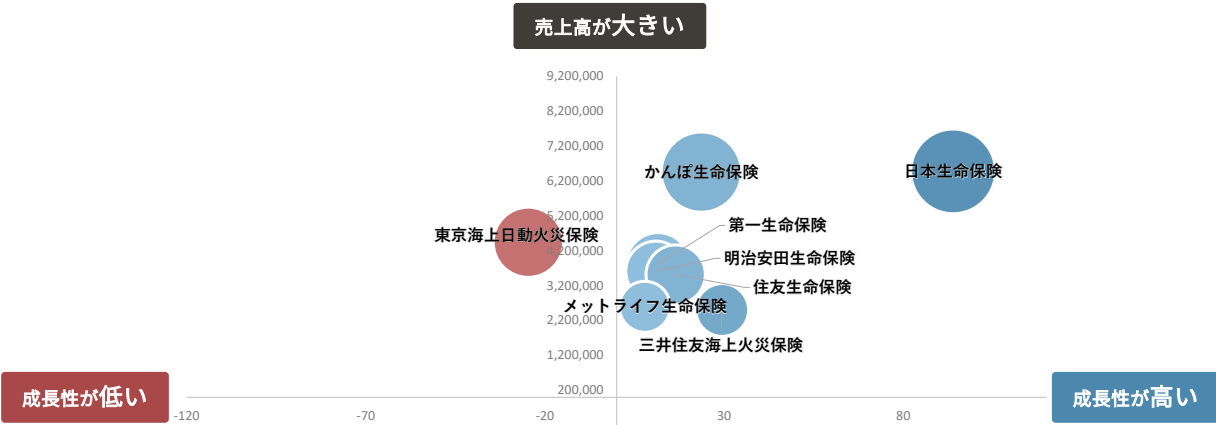 売上高が大きい
9,200,000
8,200,000
7,200,000
6,200,000
5,200,000
4,200,000
3,200,000
2,200,000
1,200,000
200,000
かんぽ生命保険
日本生命保険
東京海上日動火災保険
第一生命保険
明治安田生命保険
住友生命保険
メットライフ生命保険
三井住友海上火災保険
成長性が低い
-120
-70
-20
30
80
成長性が高い